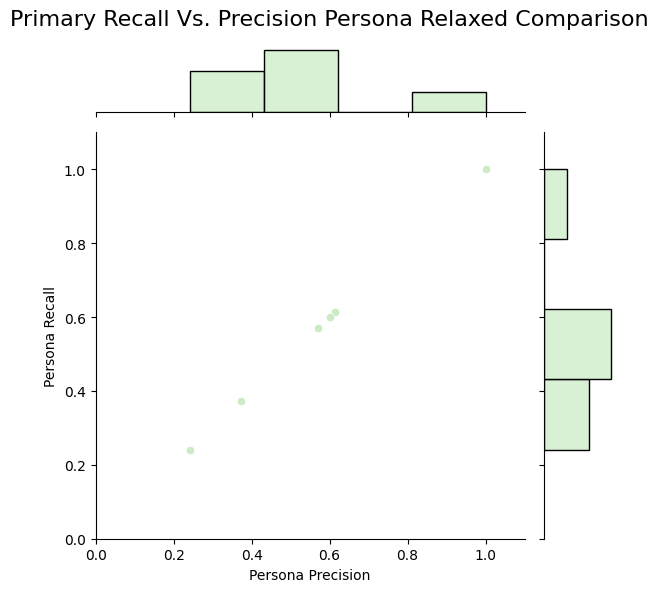 Primary Recall Vs. Precision Persona Relaxed Comparison
1.0
0.8
0.6
0.4
0.2
0.0
Persona Recall
0.0 0.2 0.4 0.6 0.8 1.0
Persona Precision